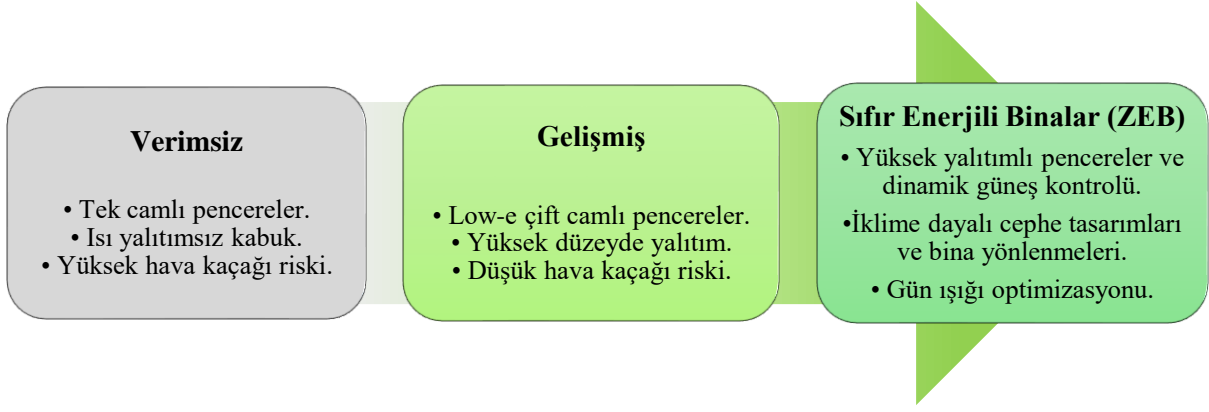 Verimsiz
• Tek camlı pencereler.
• Isı yalıtımsız kabuk.
• Yüksek hava kaçağı riski.
Gelişmiş
• Low-e çift camlı pencereler.
• Yüksek düzeyde yalıtım.
• Düşük hava kaçağı riski.
Sıfır Enerjili Binalar (ZEB)
• Yüksek yalıtımlı pencereler ve
dinamik güneş kontrolü.
•İklime dayalı cephe tasarımları
ve bina yönlenmeleri.
• Gün ışığı optimizasyonu.